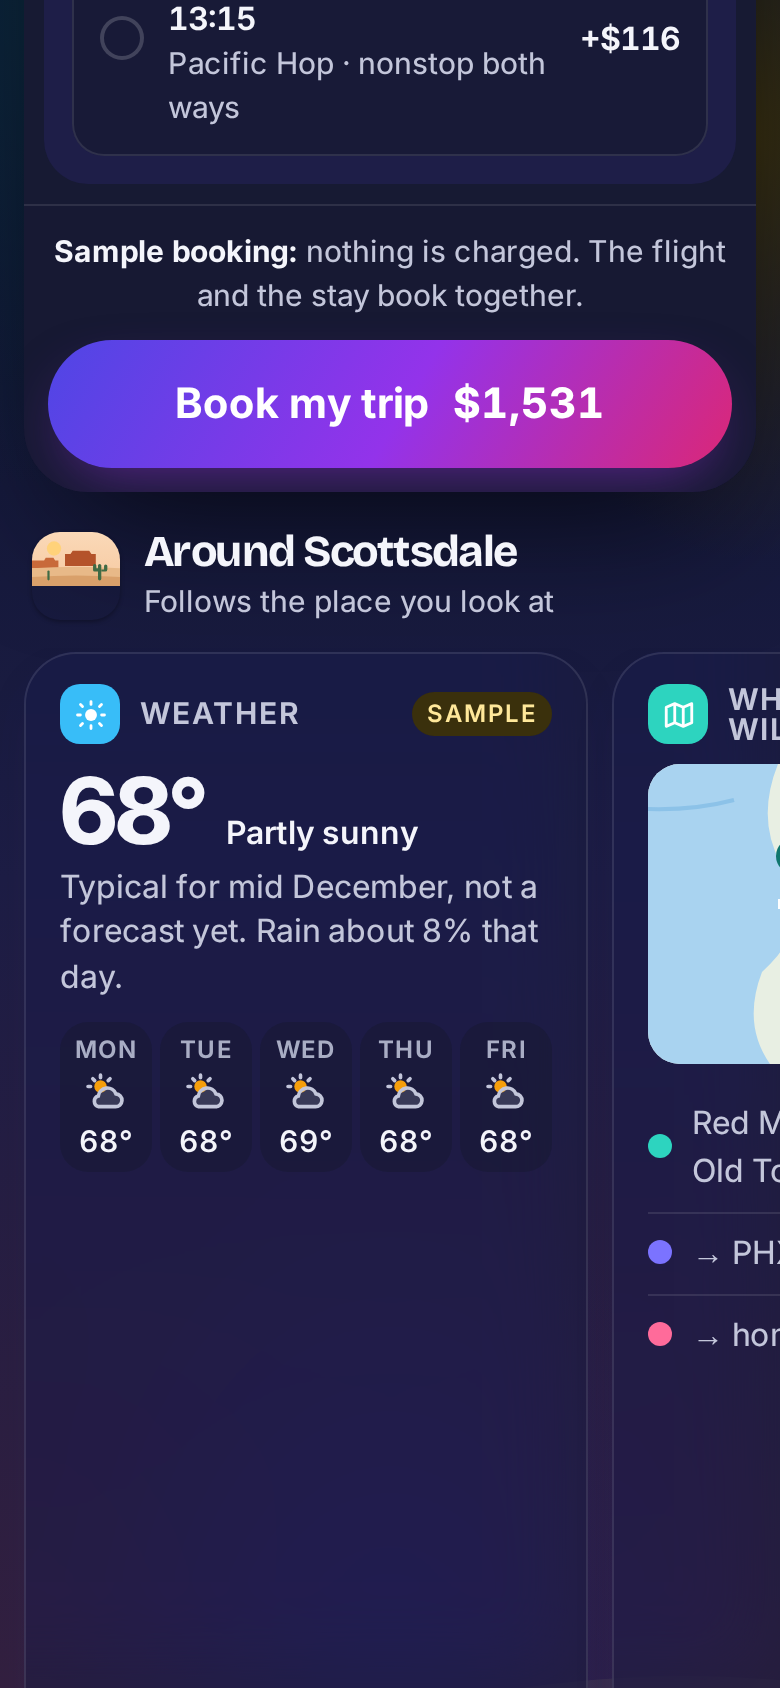 13:15
+$116
Pacific Hop · nonstop both
ways
Sample booking: nothing is charged. The flight
and the stay book together.
Book my trip $1,531
Around Scottsdale
Follows the place you look at
WEATHER
SAMPLE
68° Partly sunny
Typical for mid December, not a
forecast yet. Rain about 8% that
day.
MON TUE WED THU FRI
68° 68° 69° 68° 68°
Red
Old
→ PHX
→